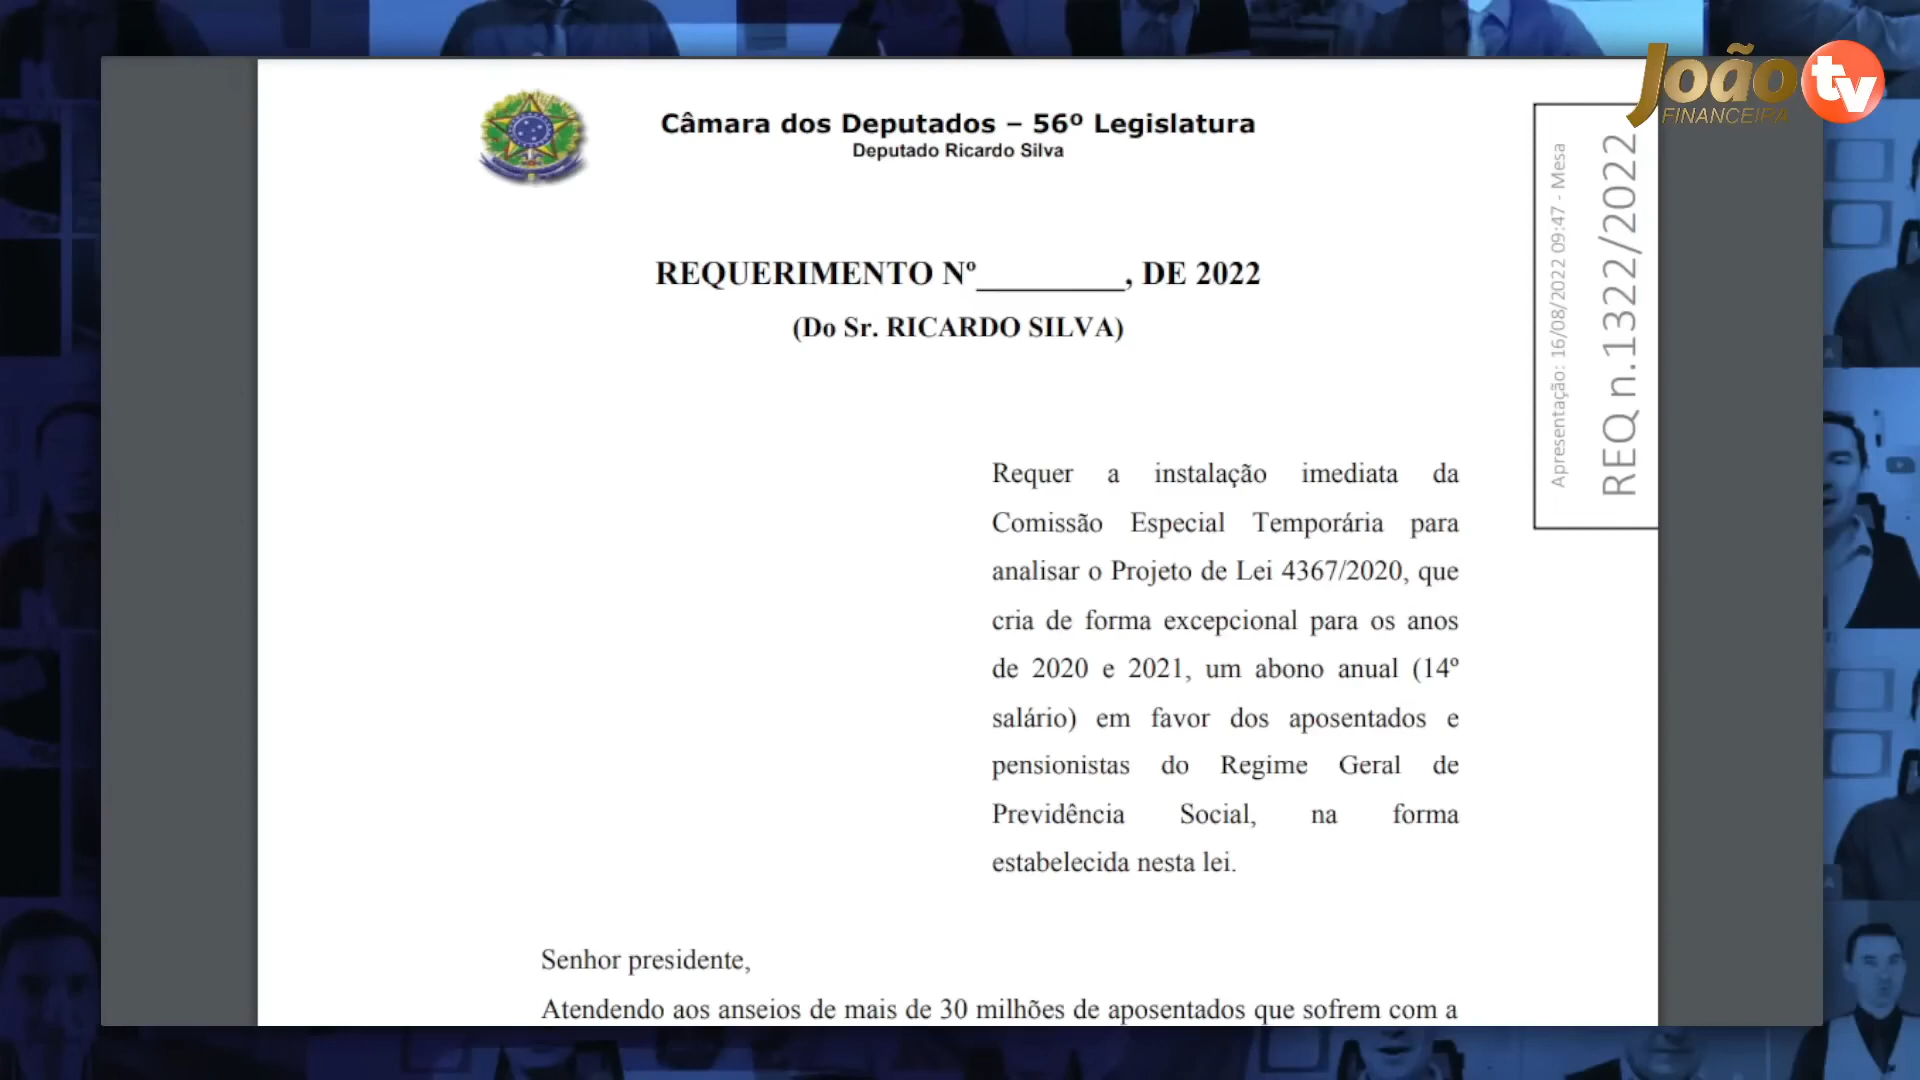 João
FINANCEIRA
tv
Câmara dos Deputados – 56º Legislatura
Deputado Ricardo Silva
REQUERIMENTO Nº_________, DE 2022
(Do Sr. RICARDO SILVA)
Apresentação: 16/08/2022 09:47 - Mesa
REQ n.1322/2022
Requer a instalação imediata da
Comissão Especial Temporária para
analisar o Projeto de Lei 4367/2020, que
cria de forma excepcional para os anos
de 2020 e 2021, um abono anual (14º
salário) em favor dos aposentados e
pensionistas do Regime Geral de
Previdência Social, na forma
estabelecida nesta lei.
Senhor presidente,
Atendendo aos anseios de mais de 30 milhões de aposentados que sofrem com a